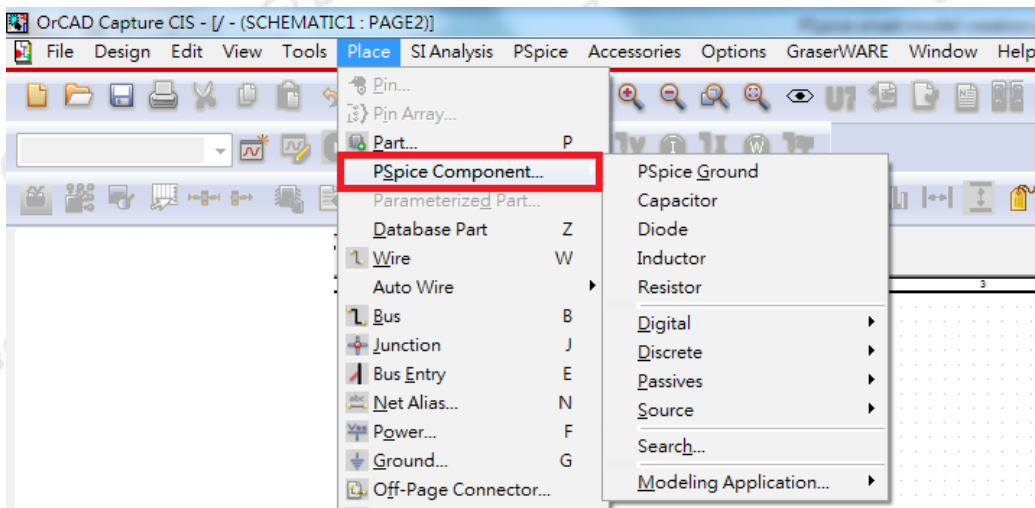 OrCAD Capture CIS - [/ - (SCHEMATIC1 : PAGE2)]
File Design Edit View Tools Place SI Analysis PSpice Accessories Options GraserWARE Window Help
Pin...
Pin Array...
Part... P
PSpice Component...
Parameterized Part...
Database Part Z
Wire W
Auto Wire
Bus B
Junction J
Bus Entry E
Net Alias... N
Power... F
Ground... G
Off-Page Connector...
PSpice Ground
Capacitor
Diode
Inductor
Resistor
Digital
Discrete
Passives
Source
Search...
Modeling Application...
3